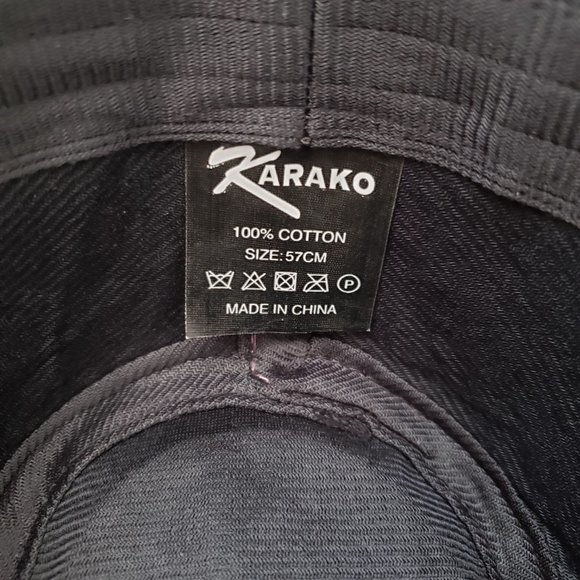 KARAKO
100% COTTON
SIZE: 57CM
P
MADE IN CHINA